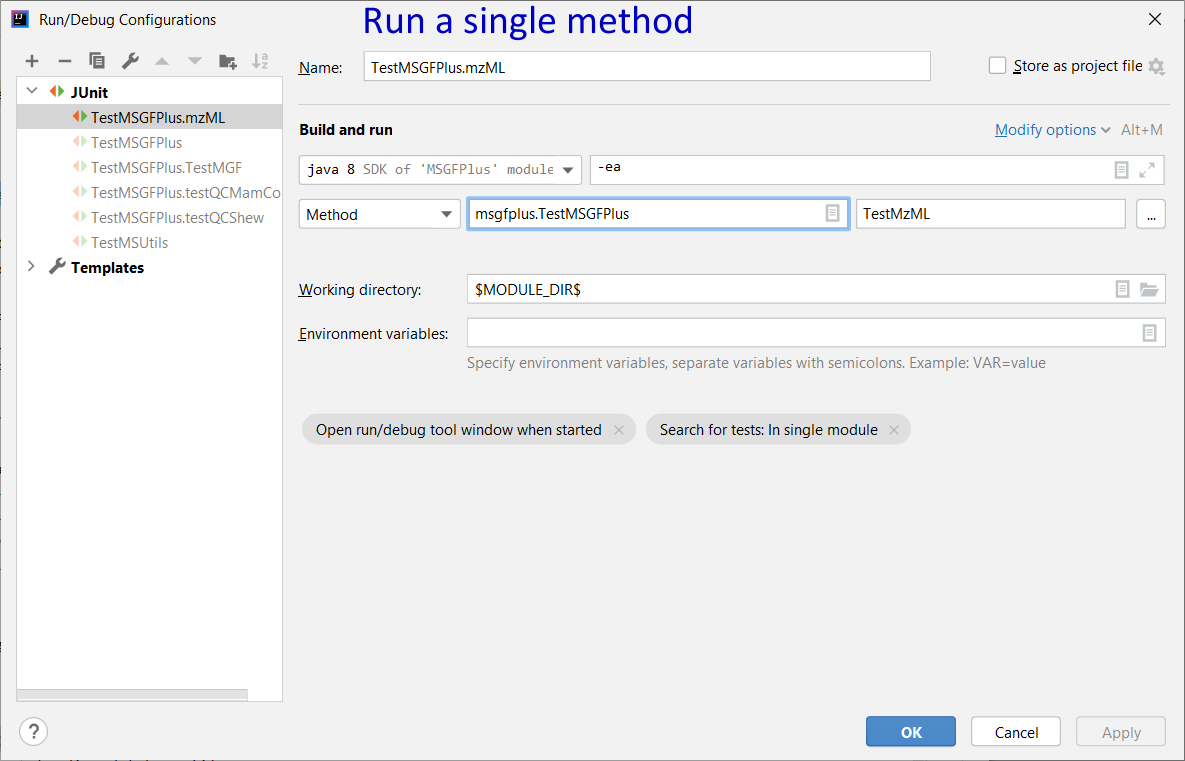 Run/Debug Configurations
Run a single method
Name: TestMSGFPlus.mzML
Store as project file
JUnit
TestMSGFPlus.mzML
TestMSGFPlus
TestMSGFPlus.TestMGF
TestMSGFPlus.testQCMamCo
TestMSGFPlus.testQCShew
TestMSUtils
Templates
Build and run
Modify options Alt+M
java 8 SDK of 'MSGFPlus' module -ea
Method msgfplus.TestMSGFPlus TestMzML ...
Working directory: $MODULE_DIR$
Environment variables:
Specify environment variables, separate variables with semicolons. Example: VAR=value
Open run/debug tool window when started Search for tests: In single module
? OK Cancel Apply